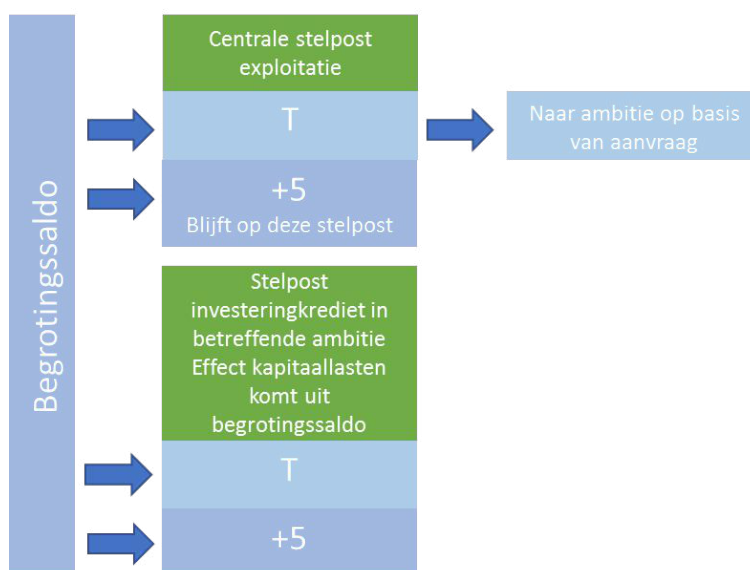 Begrotingssaldo
Centrale stelpost
exploitatie
T
Naar ambitie op basis
van aanvraag
+5
Blijft op deze stelpost
Stelpost
investeringkrediet in
betreffende ambitie
Effect kapitaallasten
komt uit
begrotingssaldo
T
+5